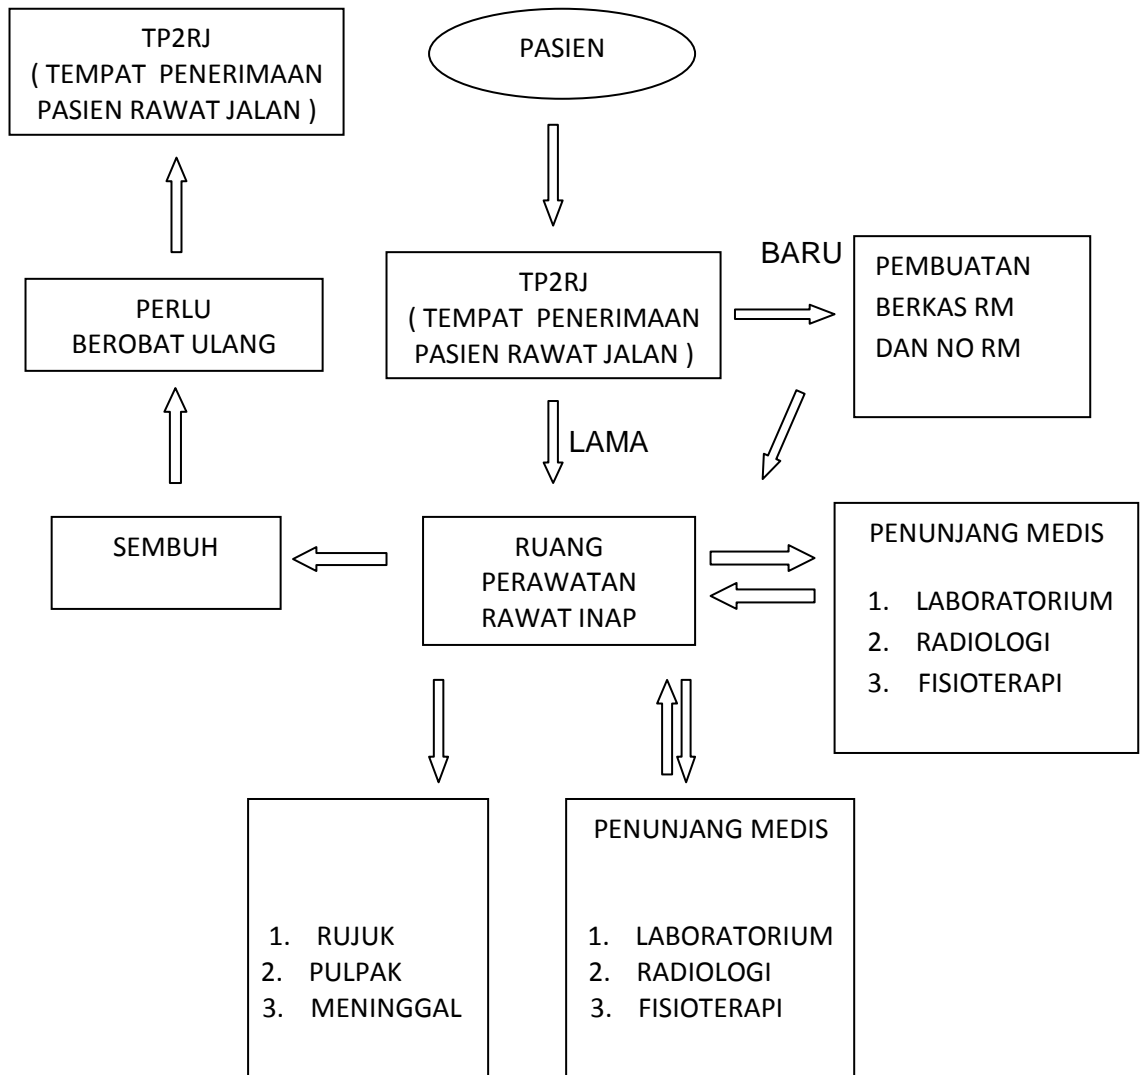 TP2RJ
( TEMPAT PENERIMAAN
PASIEN RAWAT JALAN )
PASIEN
BARU
PEMBUATAN
BERKAS RM
DAN NO RM
TP2RJ
( TEMPAT PENERIMAAN
PASIEN RAWAT JALAN )
PERLU
BEROBAT ULANG
LAMA
SEMBUH
RUANG
PERAWATAN
RAWAT INAP
PENUNJANG MEDIS
1. LABORATORIUM
2. RADIOLOGI
3. FISIOTERAPI
1. RUJUK
2. PULPAK
3. MENINGGAL
PENUNJANG MEDIS
1. LABORATORIUM
2. RADIOLOGI
3. FISIOTERAPI